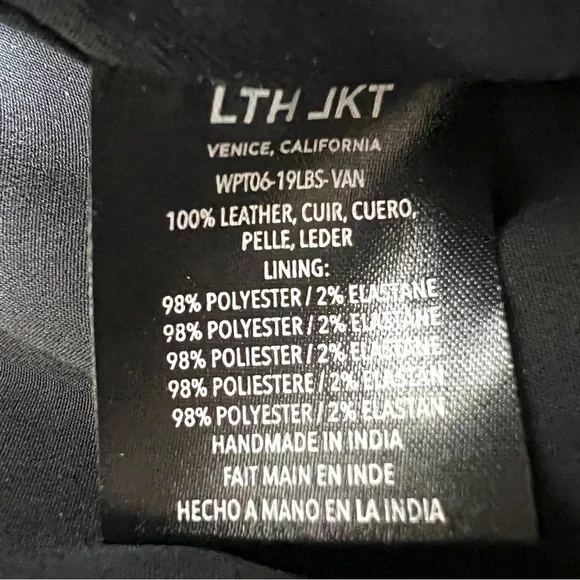 LTH JKT
VENICE, CALIFORNIA
WPT06-19LBS-VAN
100% LEATHER, CUIR, CUERO,
PELLE, LEDER
LINING:
98% POLYESTER / 2% ELASTANE
98% POLYESTER / 2% ELASTANE
98% POLIESTER / 2% ELASTANE
98% POLIESTERE / 2% ELASTAN
98% POLYESTER / 2% ELASTAN
HANDMADE IN INDIA
FAIT MAIN EN INDE
HECHO A MANO EN LA INDIA